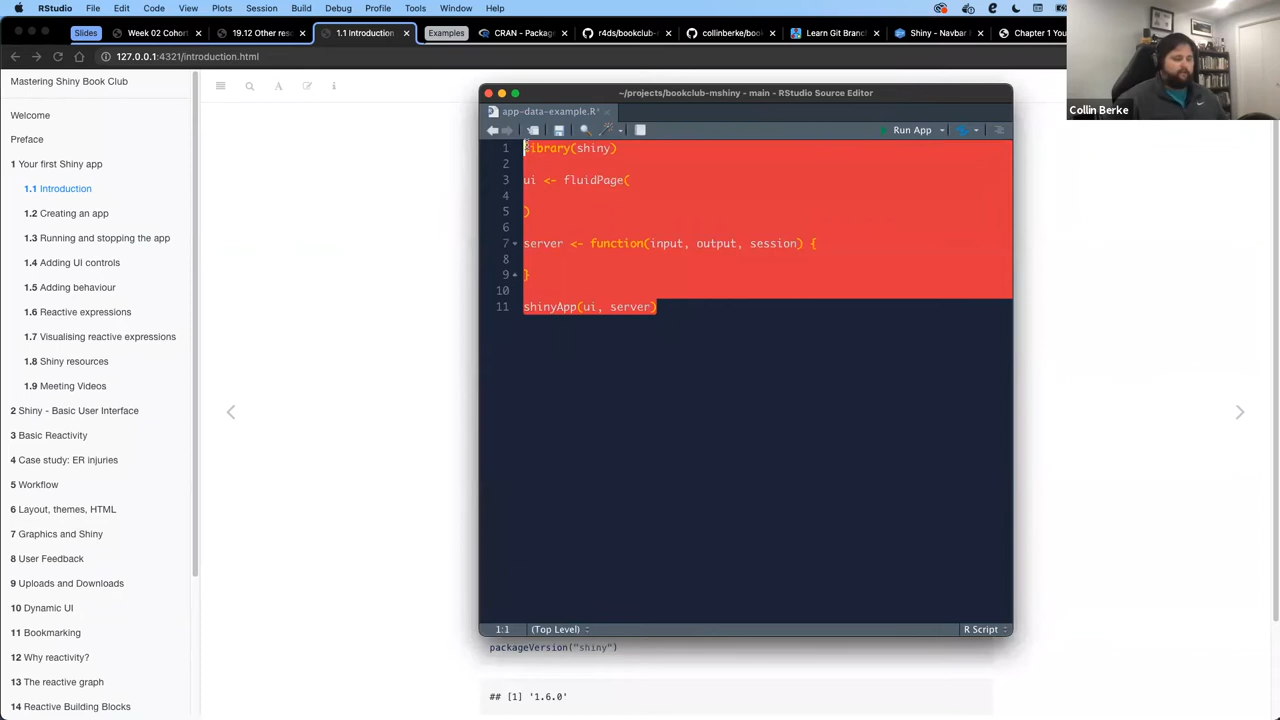 RStudio File Edit Code View Plots Session Build Debug Profile Tools Window Help
Slides Week 02 Cohort 19.12 Other res 1.1 Introduction Examples CRAN - Package r4ds/bookclub-m collinberke/book Learn Git Branch Shiny - Navbar Chapter 1 You
127.0.0.1:4321/introduction.html
Mastering Shiny Book Club
Welcome
Preface
1 Your first Shiny app
1.1 Introduction
1.2 Creating an app
1.3 Running and stopping the app
1.4 Adding UI controls
1.5 Adding behaviour
1.6 Reactive expressions
1.7 Visualising reactive expressions
1.8 Shiny resources
1.9 Meeting Videos
2 Shiny - Basic User Interface
3 Basic Reactivity
4 Case study: ER injuries
5 Workflow
6 Layout, themes, HTML
7 Graphics and Shiny
8 User Feedback
9 Uploads and Downloads
10 Dynamic UI
11 Bookmarking
12 Why reactivity?
13 The reactive graph
14 Reactive Building Blocks
~/projects/bookclub-mshiny - main - RStudio Source Editor
app-data-example.R*
Run App
1 library(shiny)
2
3 ui <- fluidPage(
4
5 )
6
7 server <- function(input, output, session) {
8
9 }
10
11 shinyApp(ui, server)
1:1 (Top Level) R Script
packageVersion("shiny")
## [1] '1.6.0'
Collin Berke